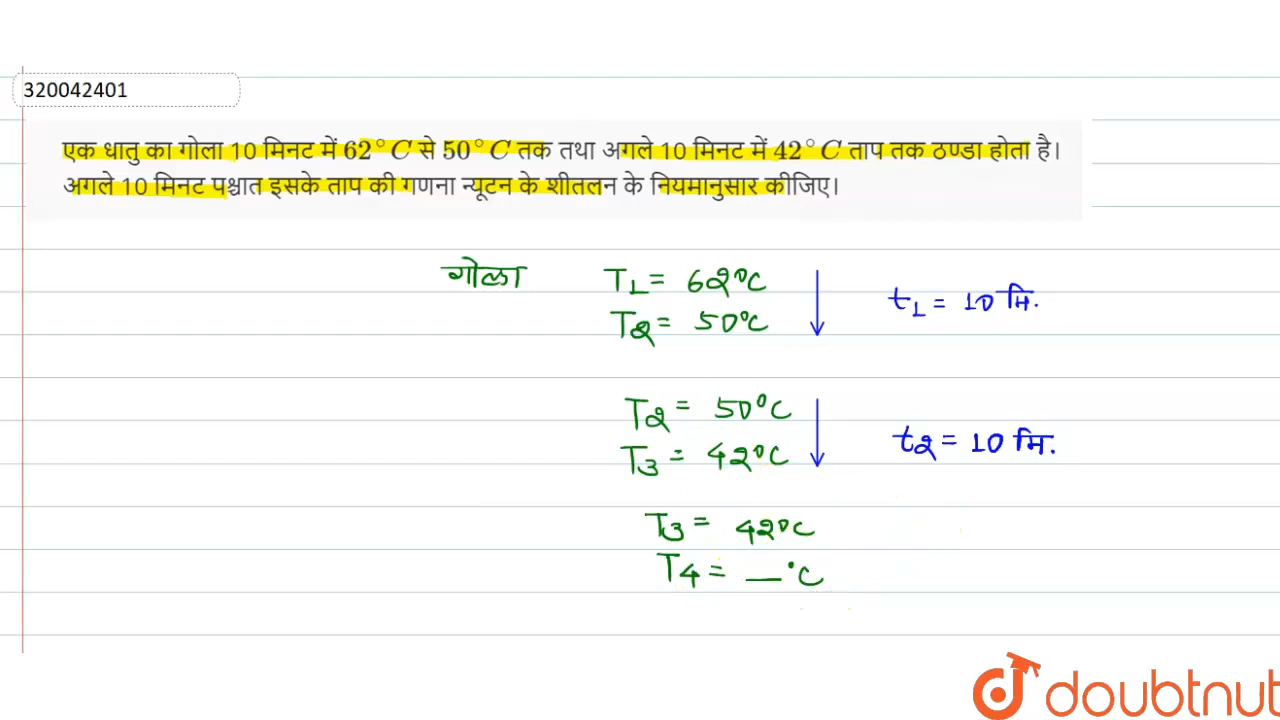 320042401
एक धातु का गोला 10 मिनट में 62°C से 50°C तक तथा अगले 10 मिनट में 42°C ताप तक ठण्डा होता है।
अगले 10 मिनट पश्चात इसके ताप की गणना न्यूटन के शीतलन के नियमानुसार कीजिए।
गोला T1 = 62°C
t1 = 10 मि.
T2 = 50°C
T2 = 50°C
t2 = 10 मि.
T3 = 42°C
T3 = 42°C
T4 = __°C
doubtnut